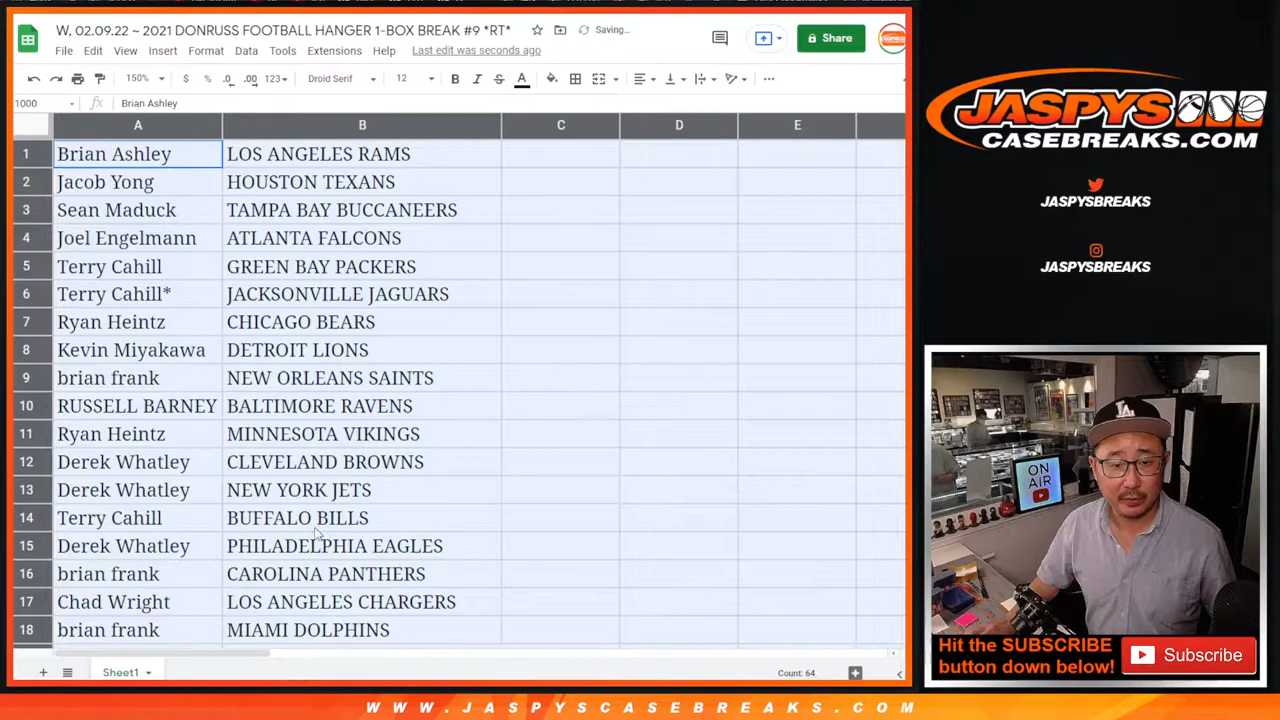 W, 02.09.22 ~ 2021 DONRUSS FOOTBALL HANGER 1-BOX BREAK #9 *RT*
Saving...
File Edit View Insert Format Data Tools Extensions Help Last edit was seconds ago
Share
150% $ % .0 .00 123 Droid Serif 12 B I S A
1000 fx Brian Ashley
A B C D E
1 Brian Ashley LOS ANGELES RAMS
2 Jacob Yong HOUSTON TEXANS
3 Sean Maduck TAMPA BAY BUCCANEERS
4 Joel Engelmann ATLANTA FALCONS
5 Terry Cahill GREEN BAY PACKERS
6 Terry Cahill* JACKSONVILLE JAGUARS
7 Ryan Heintz CHICAGO BEARS
8 Kevin Miyakawa DETROIT LIONS
9 brian frank NEW ORLEANS SAINTS
10 RUSSELL BARNEY BALTIMORE RAVENS
11 Ryan Heintz MINNESOTA VIKINGS
12 Derek Whatley CLEVELAND BROWNS
13 Derek Whatley NEW YORK JETS
14 Terry Cahill BUFFALO BILLS
15 Derek Whatley PHILADELPHIA EAGLES
16 brian frank CAROLINA PANTHERS
17 Chad Wright LOS ANGELES CHARGERS
18 brian frank MIAMI DOLPHINS
Sheet1
Count: 64
JASPYS
CASEBREAKS.COM
JASPYSBREAKS
JASPYSBREAKS
LA
ON
AIR
Hit the SUBSCRIBE
button down below!
Subscribe
WWW.JASPYSCASEBREAKS.COM